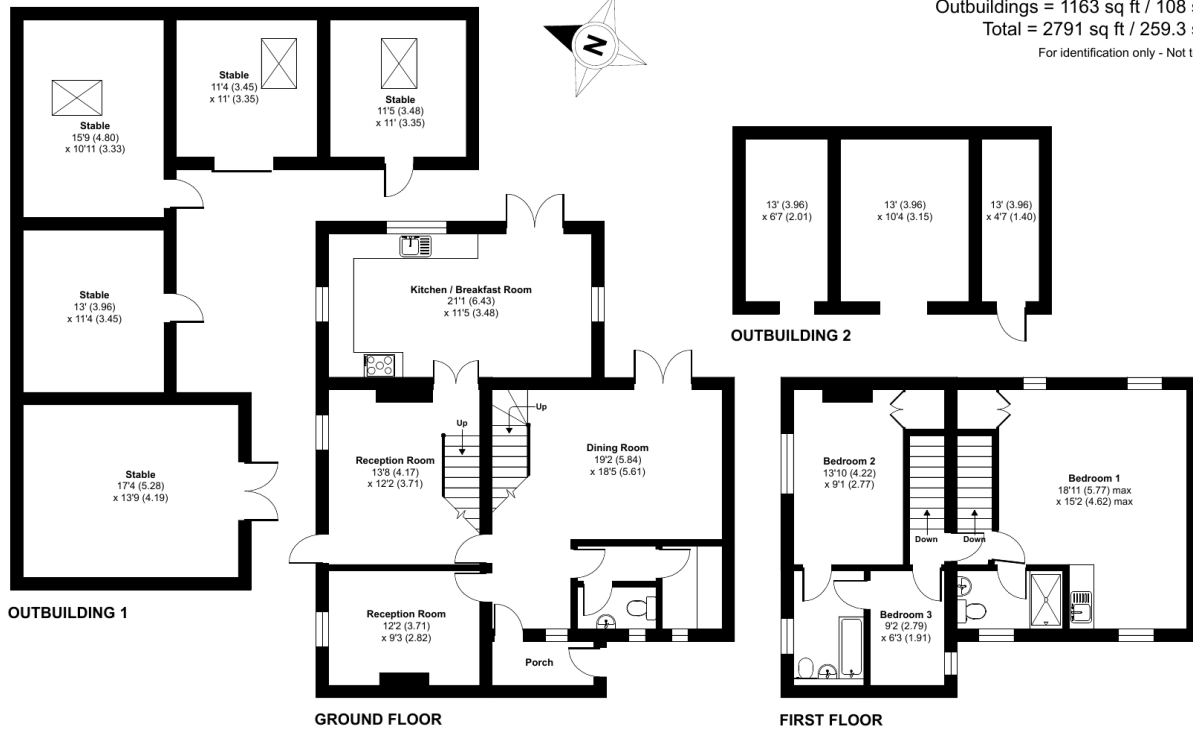 Outbuildings = 1163 sq ft / 108
Total = 2791 sq ft / 259.3
For identification only - Not
N
Stable
15'9 (4.80)
x 10'11 (3.33)
Stable
11'4 (3.45)
x 11' (3.35)
Stable
11'5 (3.48)
x 11' (3.35)
Stable
13' (3.96)
x 11'4 (3.45)
Stable
17'4 (5.28)
x 13'9 (4.19)
OUTBUILDING 1
13' (3.96)
x 6'7 (2.01)
13' (3.96)
x 10'4 (3.15)
13' (3.96)
x 4'7 (1.40)
OUTBUILDING 2
Kitchen / Breakfast Room
21'1 (6.43)
x 11'5 (3.48)
Up
Up
Reception Room
13'8 (4.17)
x 12'2 (3.71)
Dining Room
19'2 (5.84)
x 18'5 (5.61)
Reception Room
12'2 (3.71)
x 9'3 (2.82)
Porch
GROUND FLOOR
Bedroom 2
13'10 (4.22)
x 9'1 (2.77)
Bedroom 1
18'11 (5.77) max
x 15'2 (4.62) max
Down
Down
Bedroom 3
9'2 (2.79)
x 6'3 (1.91)
FIRST FLOOR